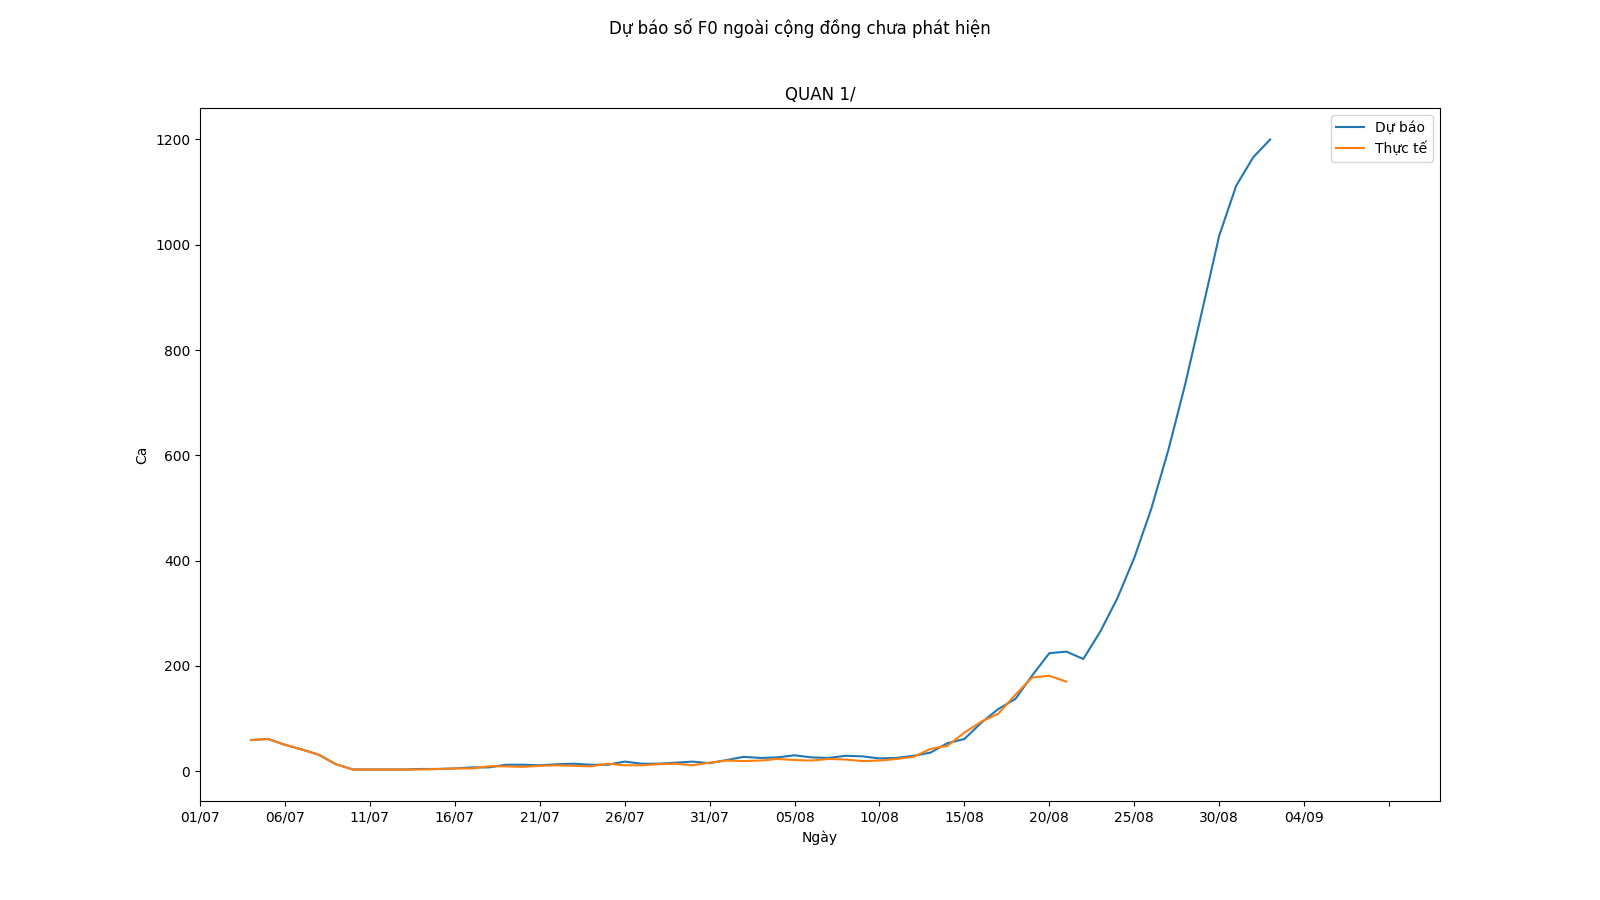 Dự báo số F0 ngoài cộng đồng chưa phát hiện
QUAN 1/
Dự báo
Thực tế
1200
1000
800
600
400
200
0
Ca
01/07 06/07 11/07 16/07 21/07 26/07 31/07 05/08 10/08 15/08 20/08 25/08 30/08 04/09
Ngày